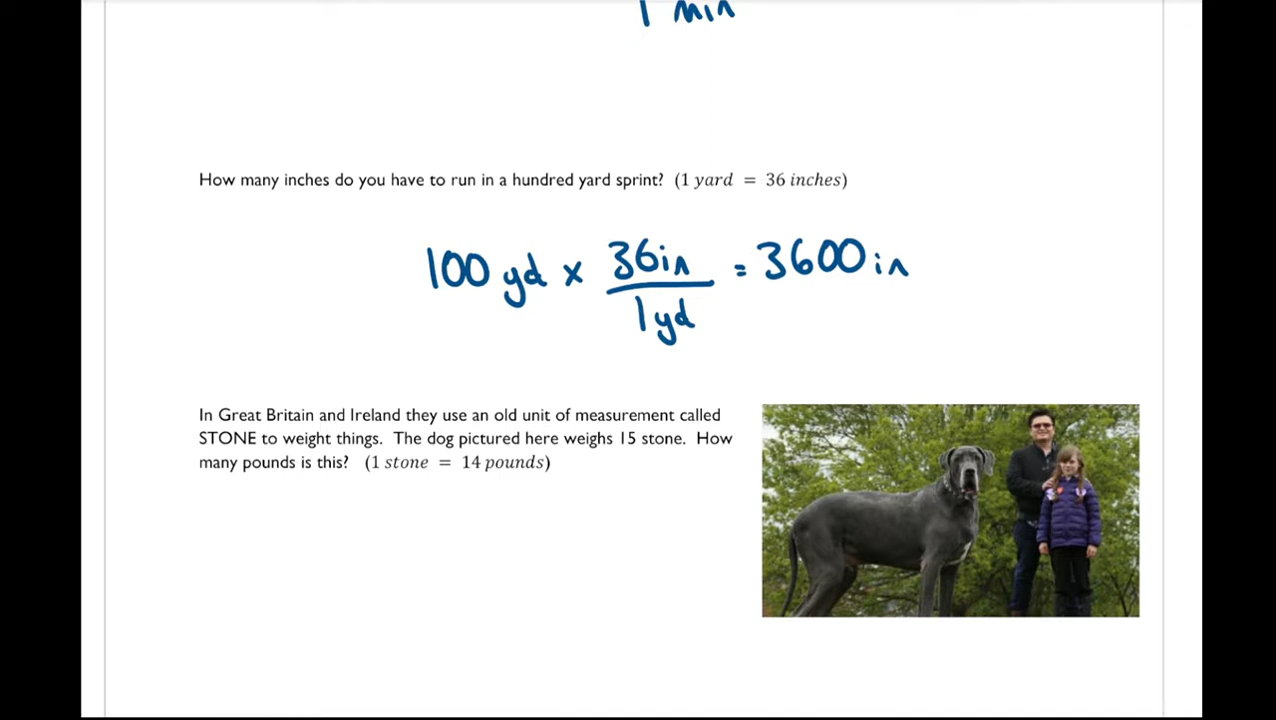 1 min
How many inches do you have to run in a hundred yard sprint? (1 yard = 36 inches)
100 yd x 36in = 3600 in
1yd
In Great Britain and Ireland they use an old unit of measurement called
STONE to weight things. The dog pictured here weighs 15 stone. How
many pounds is this? (1 stone = 14 pounds)